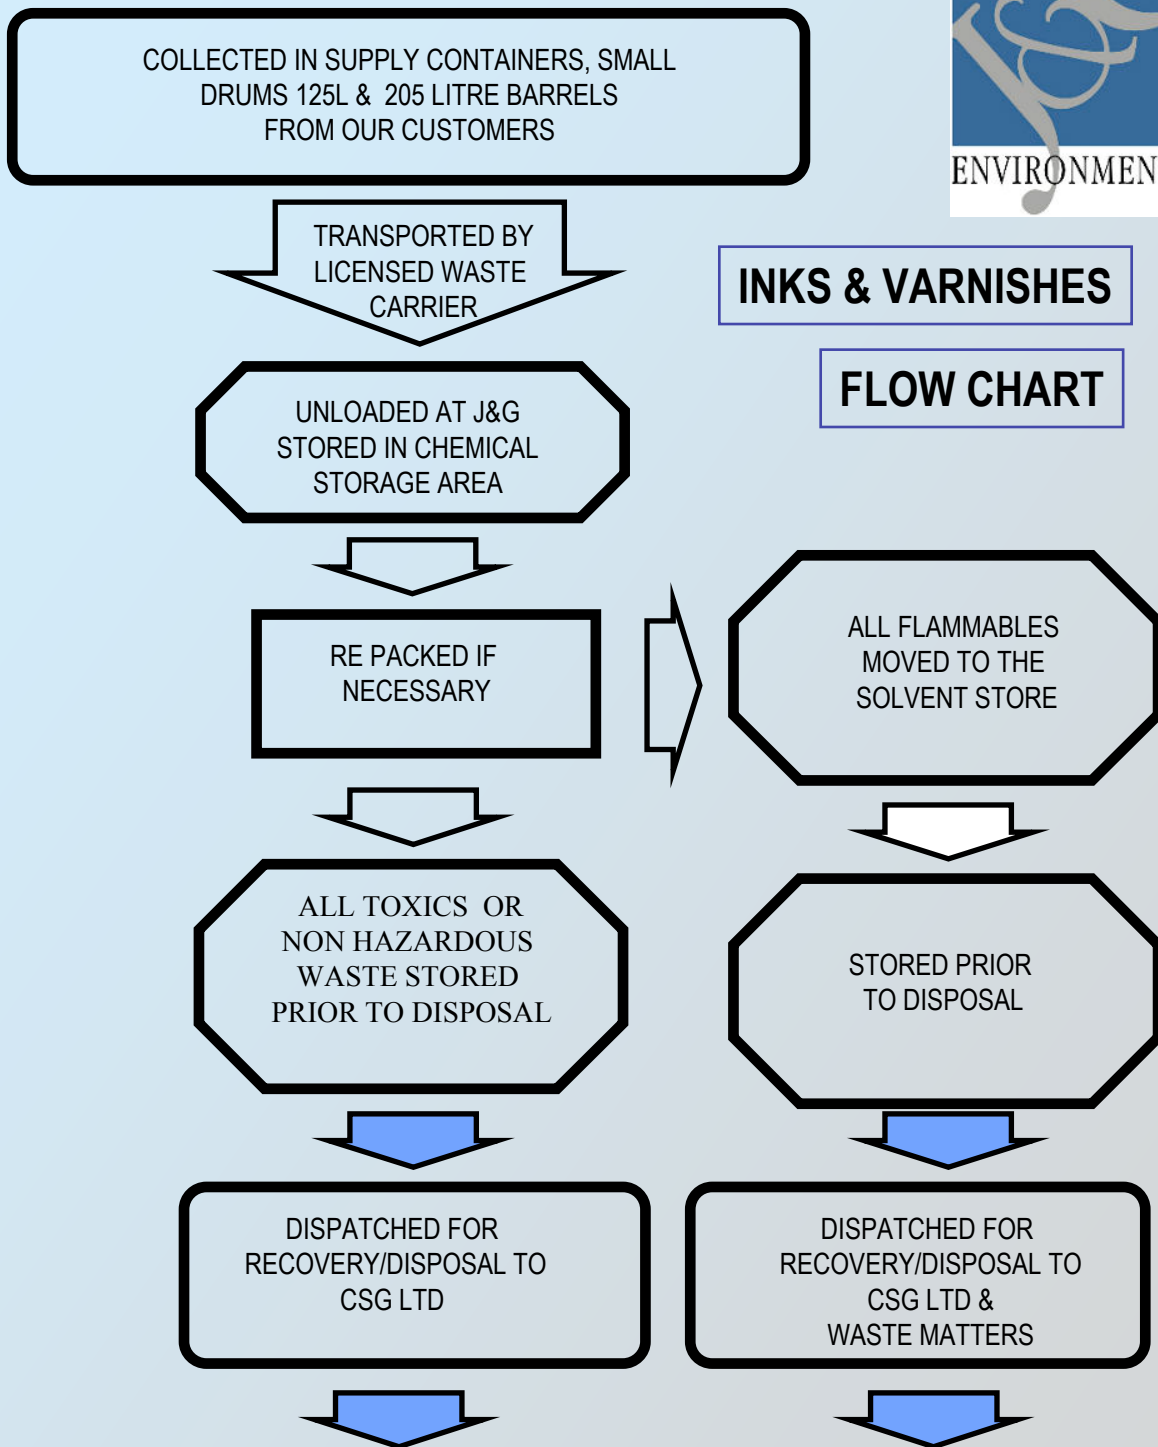 COLLECTED IN SUPPLY CONTAINERS, SMALL
DRUMS 125L & 205 LITRE BARRELS
FROM OUR CUSTOMERS
ENVIRONMEN
TRANSPORTED BY
LICENSED WASTE
CARRIER
INKS & VARNISHES
FLOW CHART
UNLOADED AT J&G
STORED IN CHEMICAL
STORAGE AREA
RE PACKED IF
NECESSARY
ALL FLAMMABLES
MOVED TO THE
SOLVENT STORE
ALL TOXICS OR
NON HAZARDOUS
WASTE STORED
PRIOR TO DISPOSAL
STORED PRIOR
TO DISPOSAL
DISPATCHED FOR
RECOVERY/DISPOSAL TO
CSG LTD
DISPATCHED FOR
RECOVERY/DISPOSAL TO
CSG LTD &
WASTE MATTERS